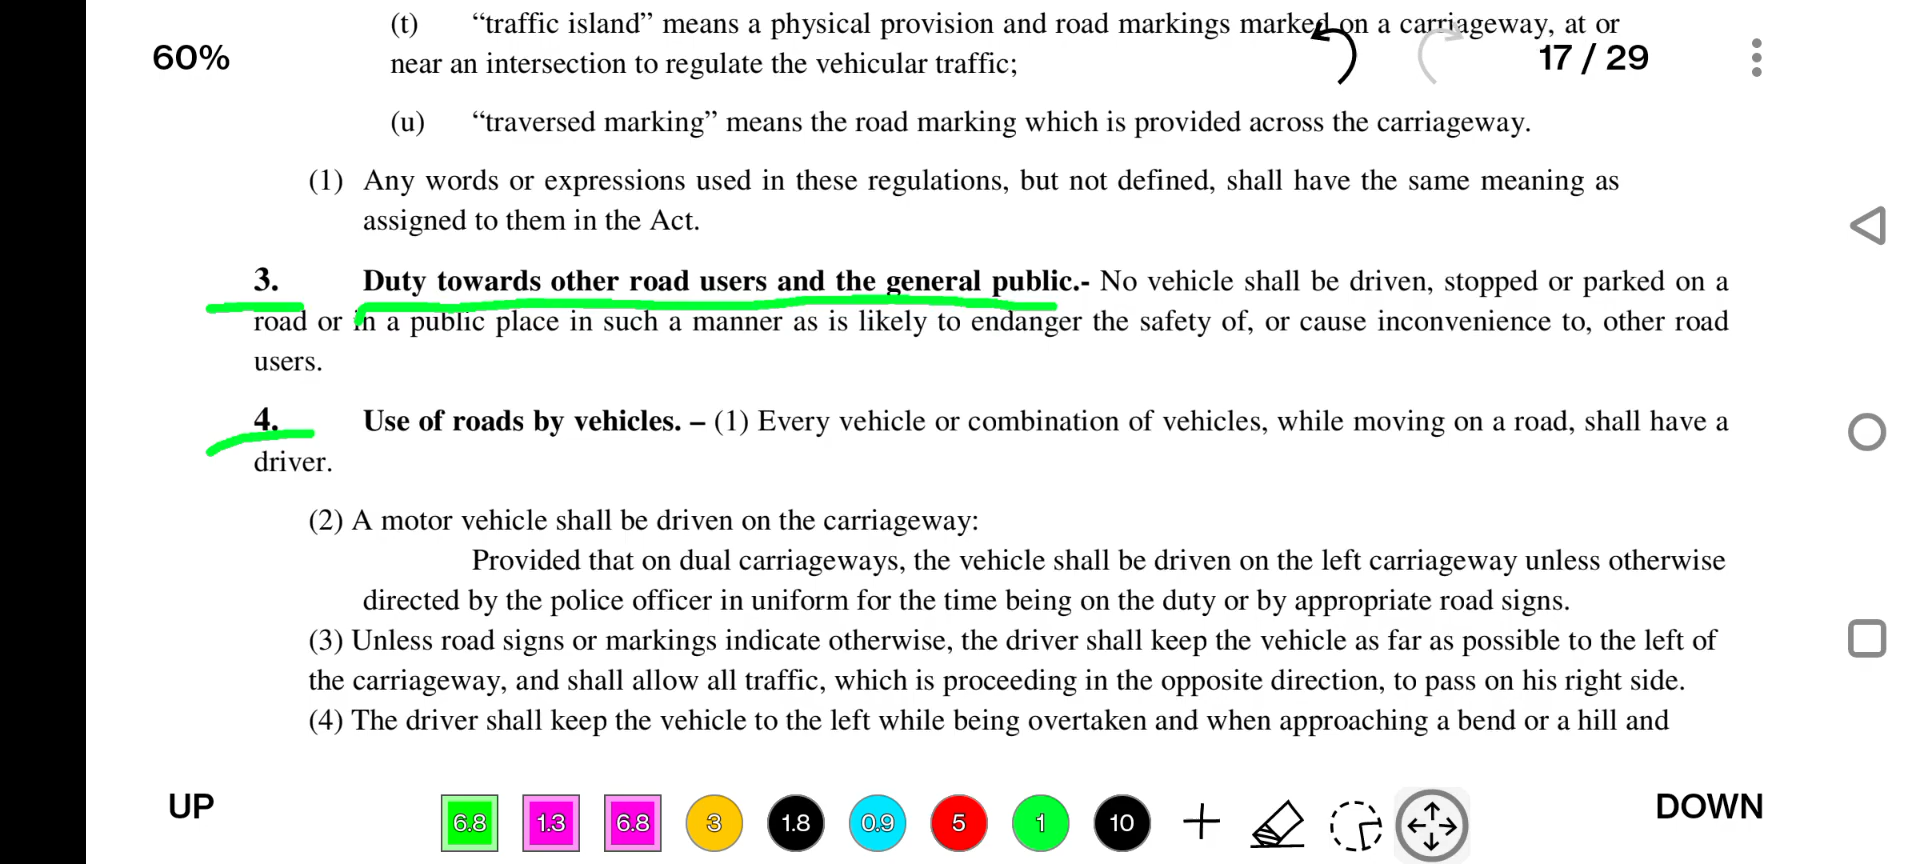 (t) “traffic island” means a physical provision and road markings marked on a carriageway, at or
60%
near an intersection to regulate the vehicular traffic;
17 / 29
(u) “traversed marking” means the road marking which is provided across the carriageway.
(1) Any words or expressions used in these regulations, but not defined, shall have the same meaning as
assigned to them in the Act.
3. Duty towards other road users and the general public.- No vehicle shall be driven, stopped or parked on a
road or in a public place in such a manner as is likely to endanger the safety of, or cause inconvenience to, other road
users.
4. Use of roads by vehicles. – (1) Every vehicle or combination of vehicles, while moving on a road, shall have a
driver.
(2) A motor vehicle shall be driven on the carriageway:
Provided that on dual carriageways, the vehicle shall be driven on the left carriageway unless otherwise
directed by the police officer in uniform for the time being on the duty or by appropriate road signs.
(3) Unless road signs or markings indicate otherwise, the driver shall keep the vehicle as far as possible to the left of
the carriageway, and shall allow all traffic, which is proceeding in the opposite direction, to pass on his right side.
(4) The driver shall keep the vehicle to the left while being overtaken and when approaching a bend or a hill and
UP
6.8 1.3 6.8 3 1.8 0.9 5 1 10
DOWN